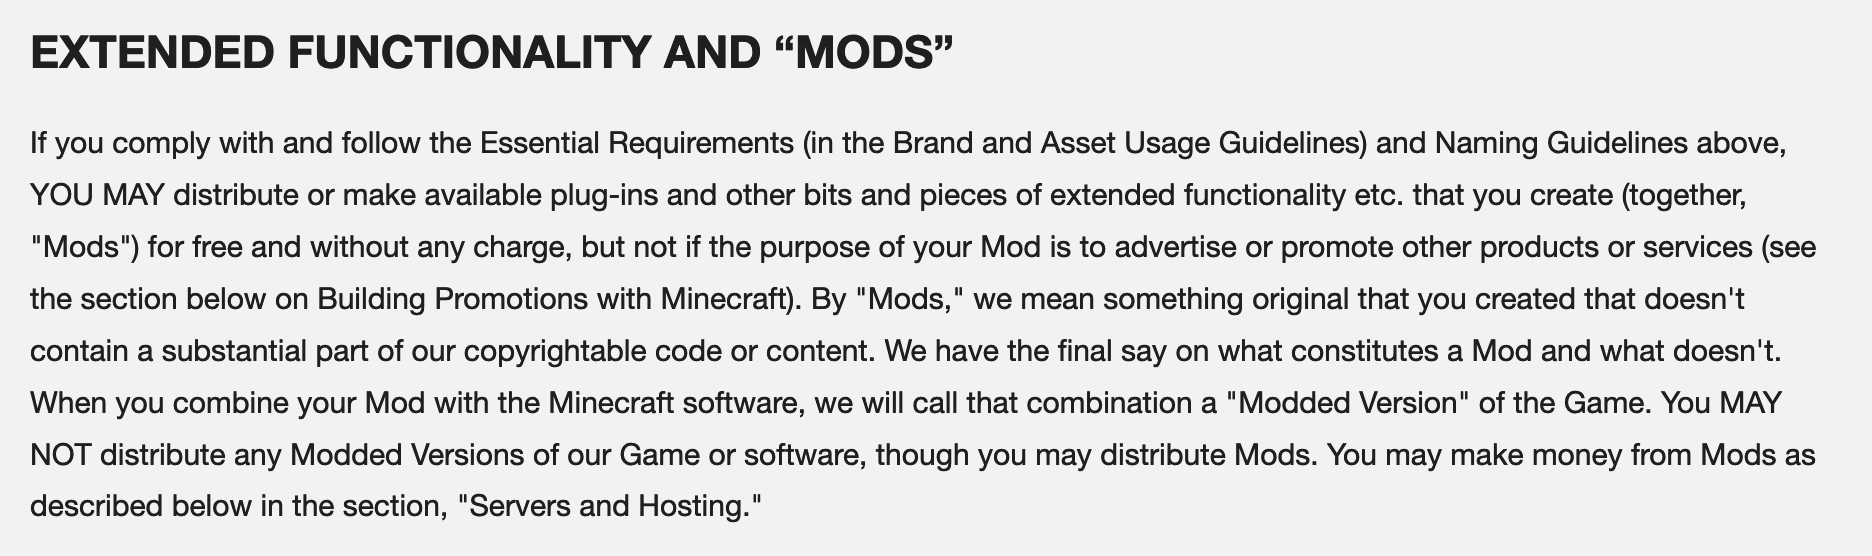 EXTENDED FUNCTIONALITY AND “MODS”
If you comply with and follow the Essential Requirements (in the Brand and Asset Usage Guidelines) and Naming Guidelines above,
YOU MAY distribute or make available plug-ins and other bits and pieces of extended functionality etc. that you create (together,
"Mods") for free and without any charge, but not if the purpose of your Mod is to advertise or promote other products or services (see
the section below on Building Promotions with Minecraft). By "Mods," we mean something original that you created that doesn't
contain a substantial part of our copyrightable code or content. We have the final say on what constitutes a Mod and what doesn't.
When you combine your Mod with the Minecraft software, we will call that combination a "Modded Version" of the Game. You MAY
NOT distribute any Modded Versions of our Game or software, though you may distribute Mods. You may make money from Mods as
described below in the section, "Servers and Hosting."